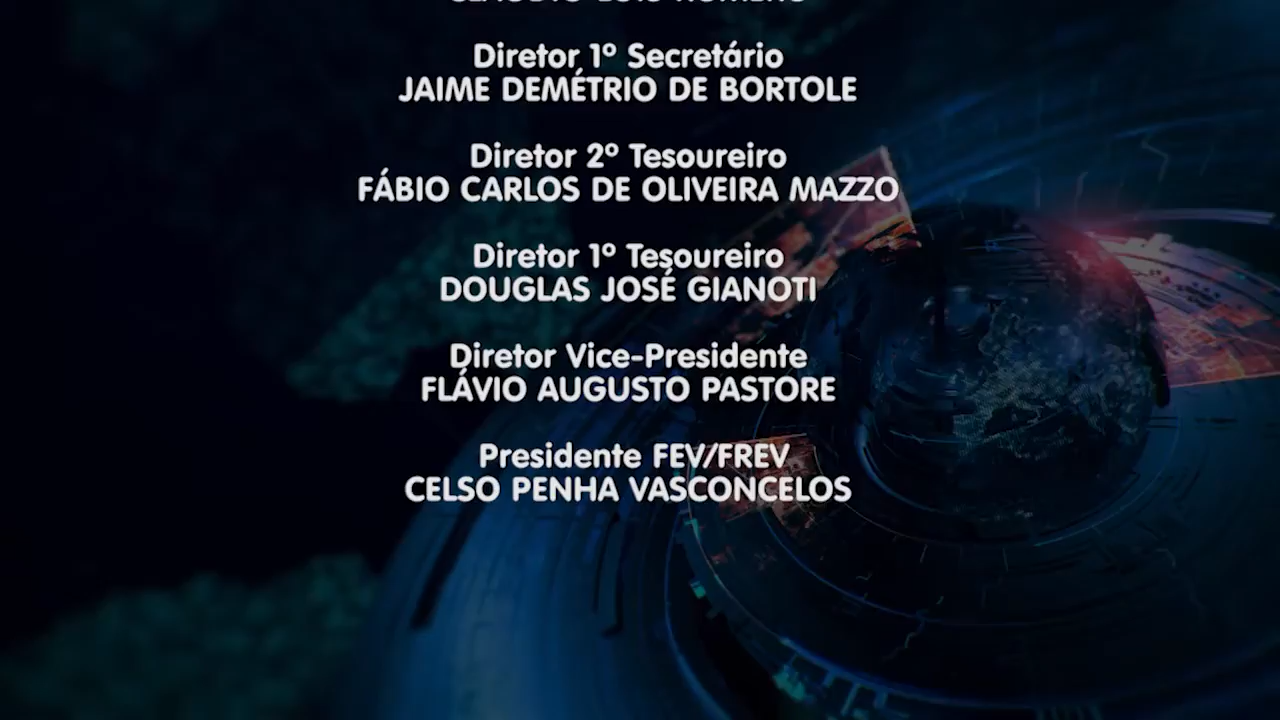 Diretor 1º Secretário
JAIME DEMÉTRIO DE BORTOLE
Diretor 2º Tesoureiro
FÁBIO CARLOS DE OLIVEIRA MAZZO
Diretor 1º Tesoureiro
DOUGLAS JOSÉ GIANOTI
Diretor Vice-Presidente
FLÁVIO AUGUSTO PASTORE
Presidente FEV/FREV
CELSO PENHA VASCONCELOS